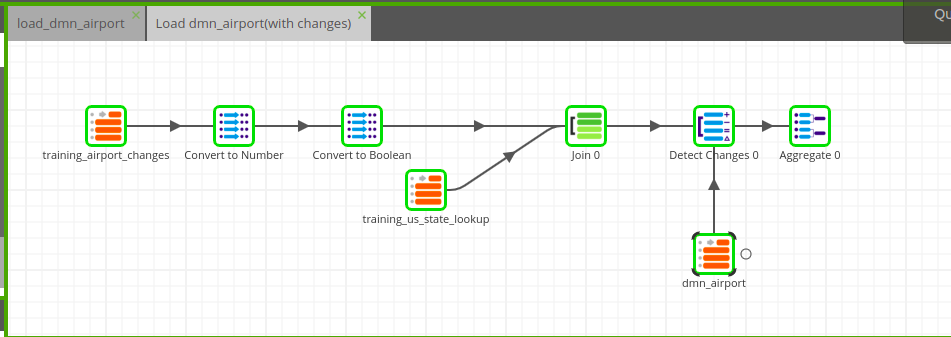 load_dmn_airport
Load dmn_airport(with changes)
Qu
training_airport_changes
Convert to Number
Convert to Boolean
Join 0
Detect Changes 0
Aggregate 0
training_us_state_lookup
dmn_airport